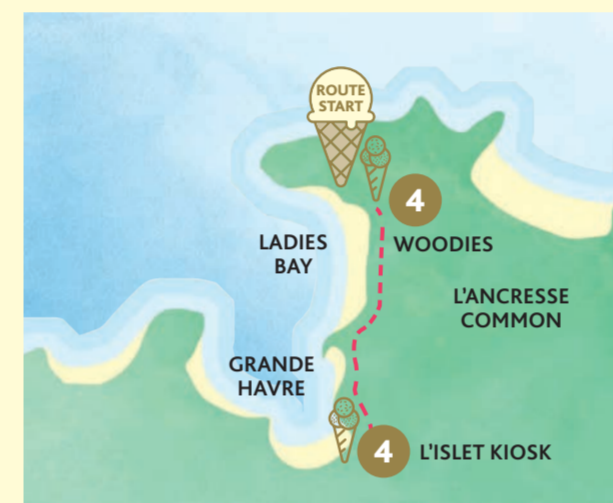 ROUTE
START
4
LADIES
BAY
WOODIES
L'ANCRESSE
COMMON
GRANDE
HAVRE
4
L'ISLET KIOSK